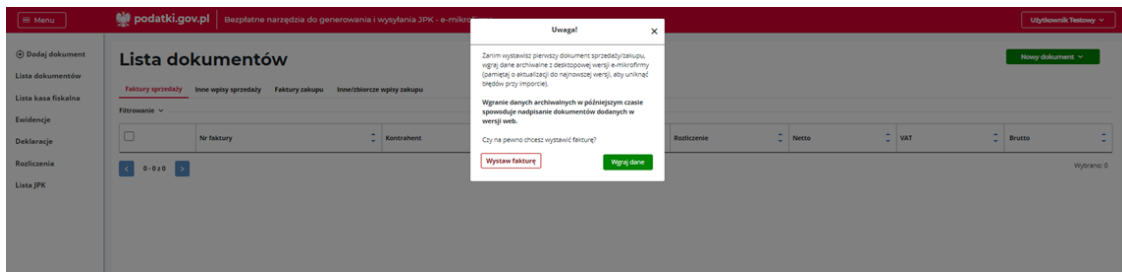 Menu
podatki.gov.pl
Bezpłatne narzędzia do generowania i wysyłania JPK - e-mikrofirma
Użytkownik Testowy
Dodaj dokument
Lista dokumentów
Lista kasa fiskalna
Ewidencje
Deklaracje
Rozliczenia
Lista JPK
Lista dokumentów
Nowy dokument
Faktury sprzedaży
Inne wpisy sprzedaży
Faktury zakupu
Inne/zbiorcze wpisy zakupu
Filtrowanie
Nr faktury
Kontrahent
Rozliczenie
Netto
VAT
Brutto
0 - 0 z 0
Wybrano: 0
Uwaga!
Zanim wystawisz pierwszy dokument sprzedaży/zakupu,
wgraj dane archiwalne z desktopowej wersji e-mikrofirmy
(pamiętaj o aktualizacji do najnowszej wersji, aby uniknąć
błędów przy imporcie).
Wgranie danych archiwalnych w późniejszym czasie
spowoduje nadpisanie dokumentów dodanych w
wersji web.
Czy na pewno chcesz wystawić fakturę?
Wystaw fakturę
Wgraj dane